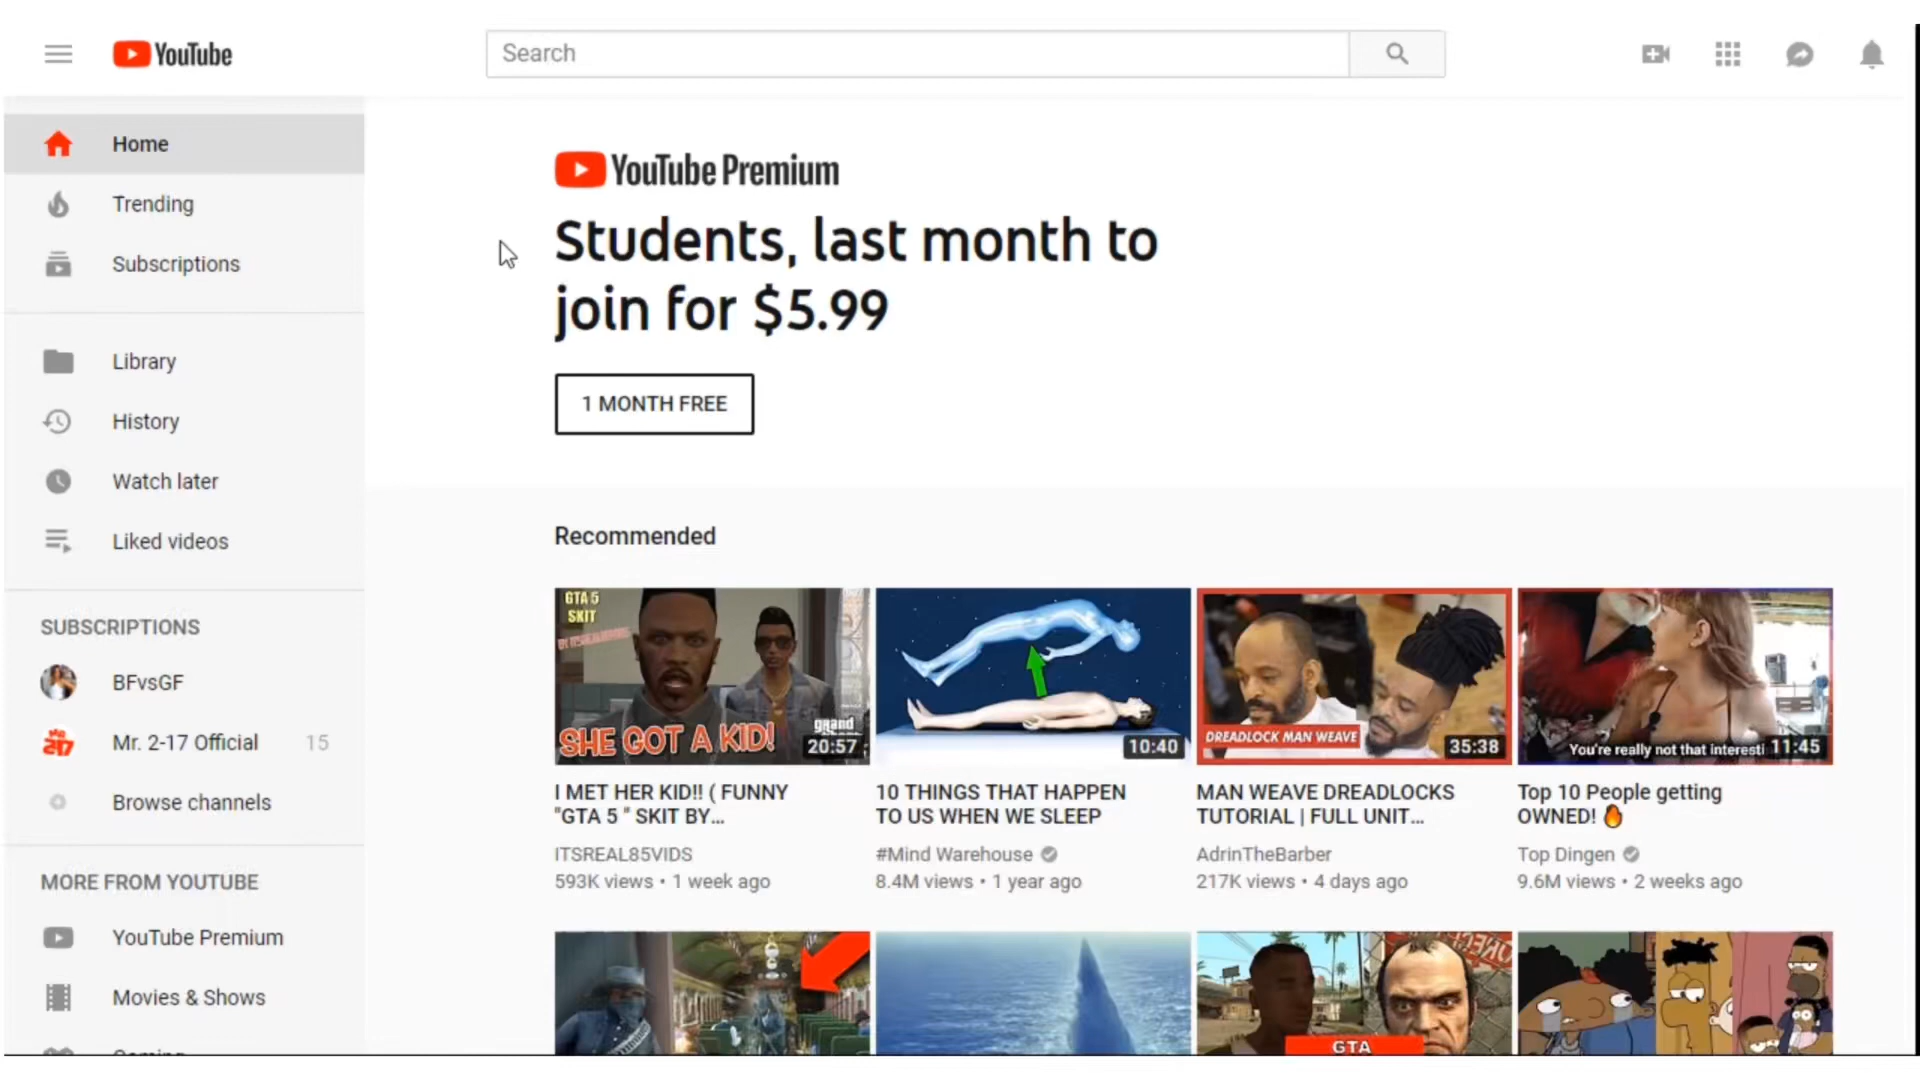 YouTube
Search
Home
Trending
Subscriptions
Library
History
Watch later
Liked videos
SUBSCRIPTIONS
BFvsGF
Mr. 2-17 Official 15
Browse channels
MORE FROM YOUTUBE
YouTube Premium
Movies & Shows
YouTube Premium
Students, last month to
join for $5.99
1 MONTH FREE
Recommended
GTA 5
SKIT
SHE GOT A KID!
grand
20:57
I MET HER KID!! ( FUNNY
"GTA 5 " SKIT BY...
ITSREAL85VIDS
593K views • 1 week ago
10:40
10 THINGS THAT HAPPEN
TO US WHEN WE SLEEP
#Mind Warehouse
8.4M views • 1 year ago
DREADLOCK MAN WEAVE
35:38
MAN WEAVE DREADLOCKS
TUTORIAL | FULL UNIT...
AdrinTheBarber
217K views • 4 days ago
You're really not that interesti
11:45
Top 10 People getting
OWNED! 🔥
Top Dingen
9.6M views • 2 weeks ago
GTA